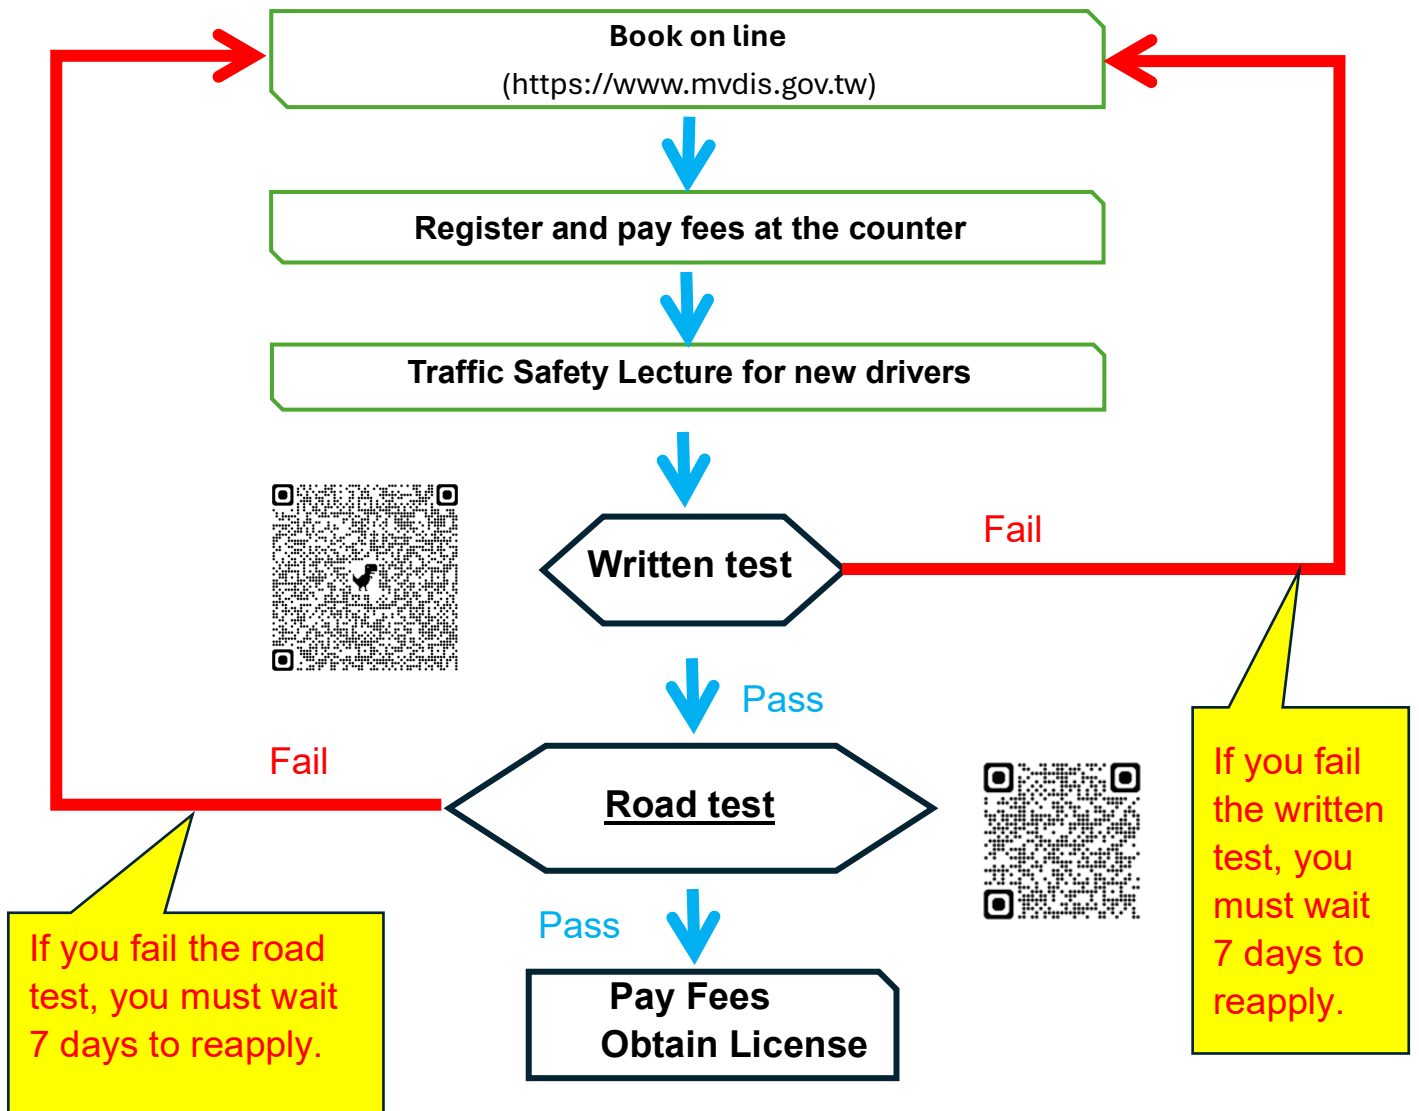 Book on line
(https://www.mvdis.gov.tw)
Register and pay fees at the counter
Traffic Safety Lecture for new drivers
Written test
Fail
Pass
Fail
Road test
If you fail
the written
test, you
must wait
7 days to
reapply.
Pass
If you fail the road
test, you must wait
7 days to reapply.
Pay Fees
Obtain License